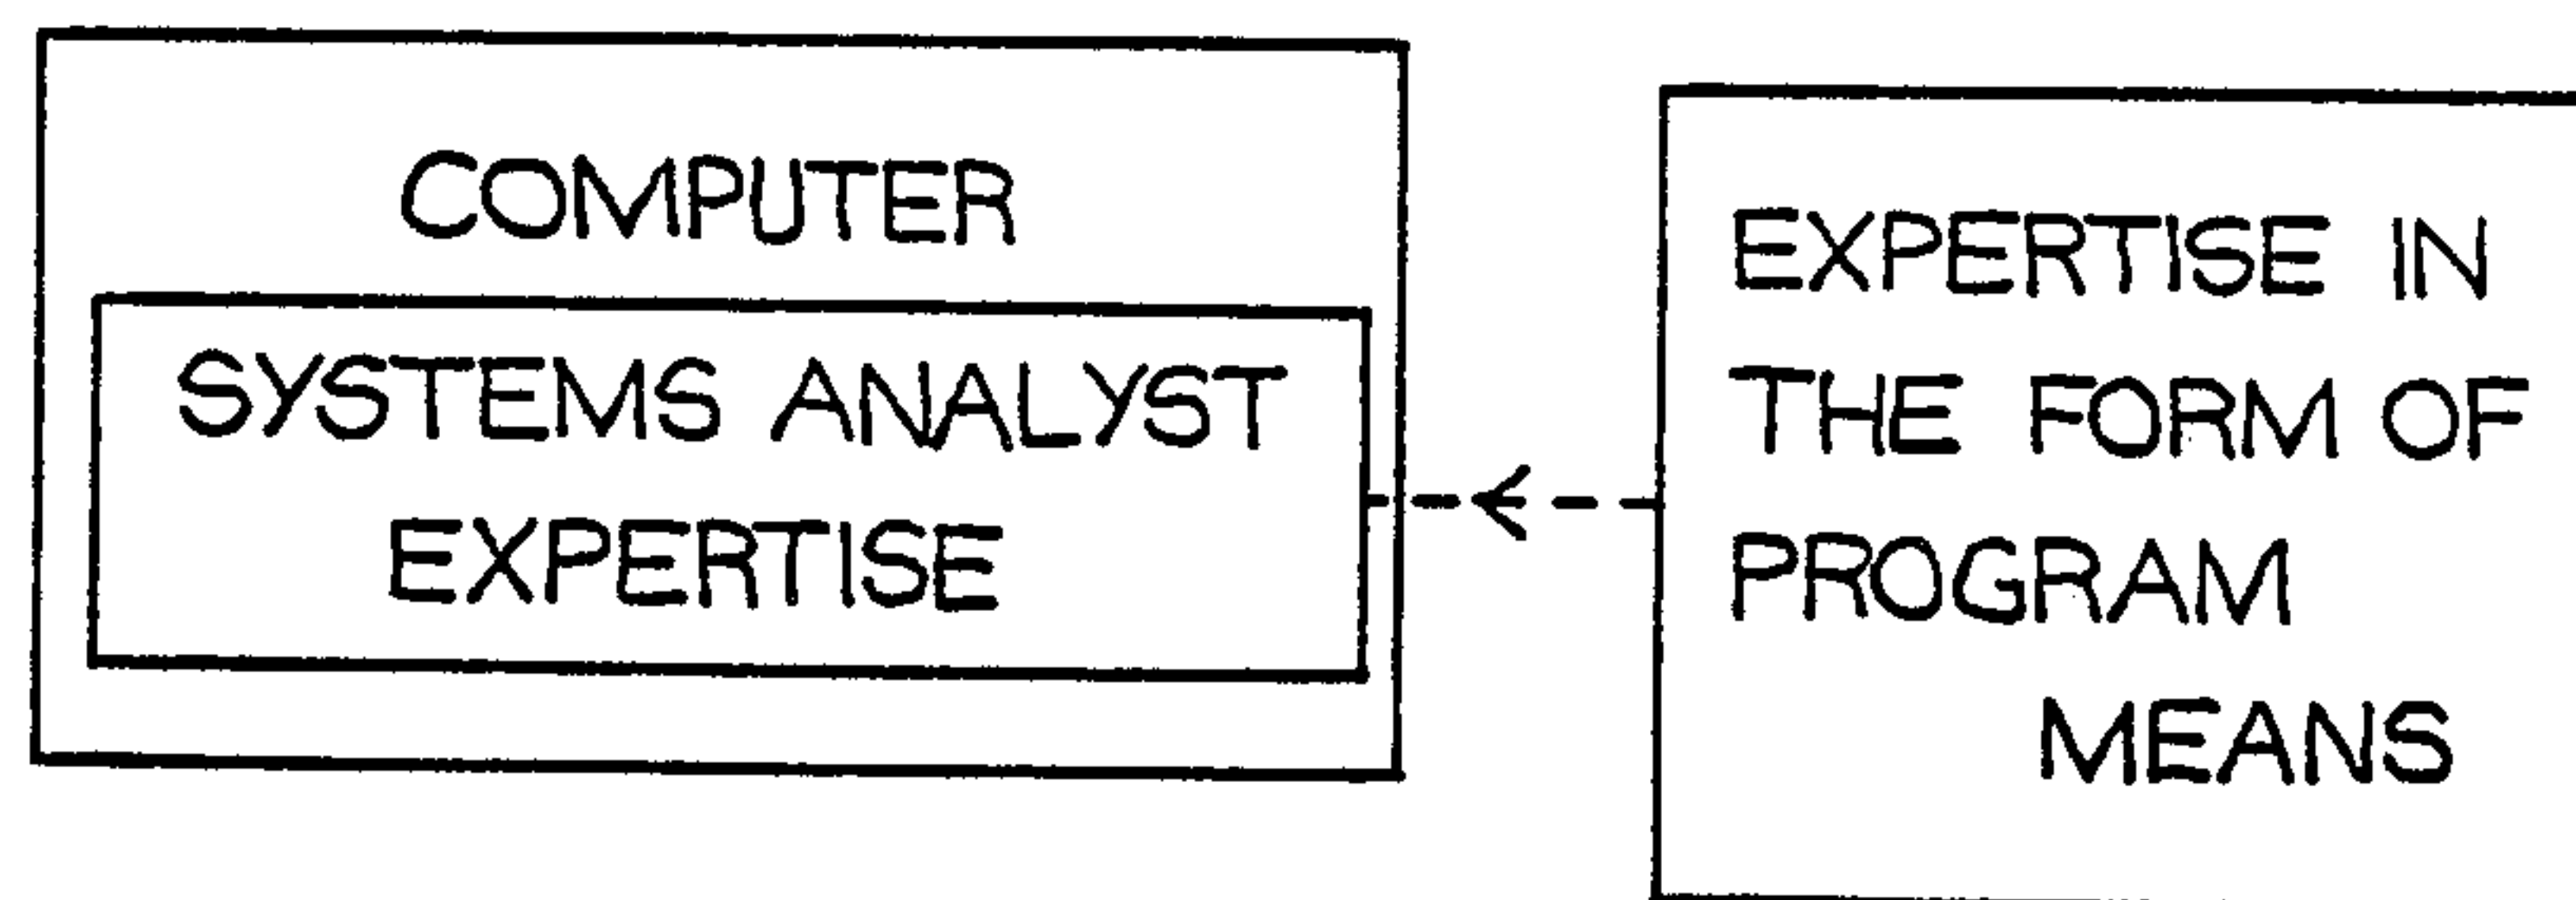 COMPUTER
SYSTEMS ANALYST
EXPERTISE
EXPERTISE IN
THE FORM OF
PROGRAM
MEANS